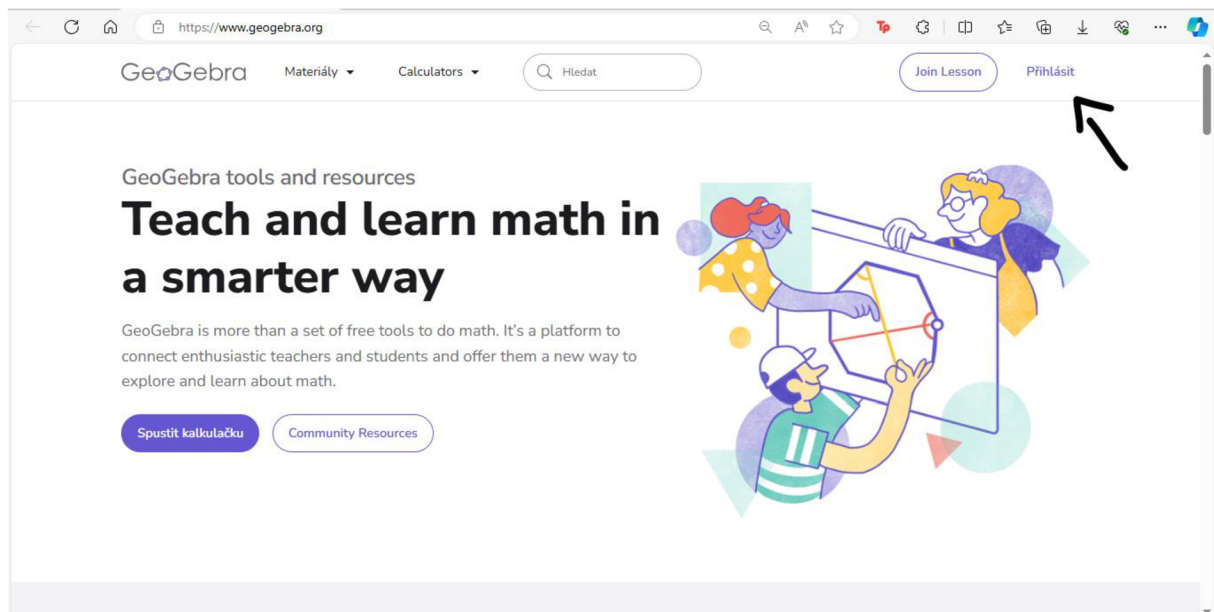 https://www.geogebra.org
GeoGebra
Materiály
Calculators
Hledat
Join Lesson
Přihlásit
GeoGebra tools and resources
Teach and learn math in
a smarter way
GeoGebra is more than a set of free tools to do math. It's a platform to
connect enthusiastic teachers and students and offer them a new way to
explore and learn about math.
Spustit kalkulačku
Community Resources